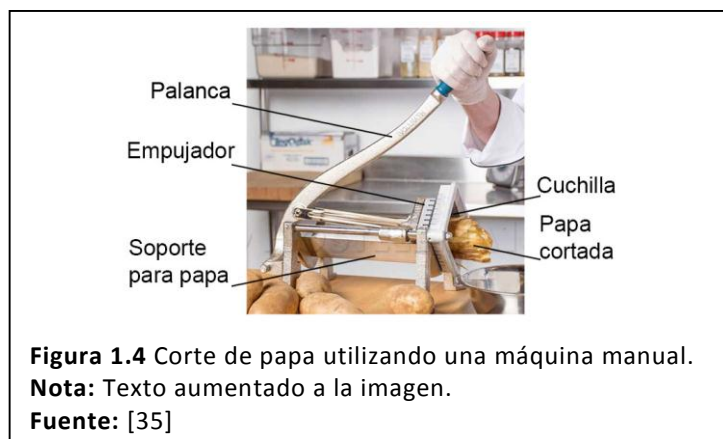 Palanca
Empujador
Cuchilla
Soporte
para papa
Papa
cortada
Figura 1.4 Corte de papa utilizando una máquina manual.
Nota: Texto aumentado a la imagen.
Fuente: [35]